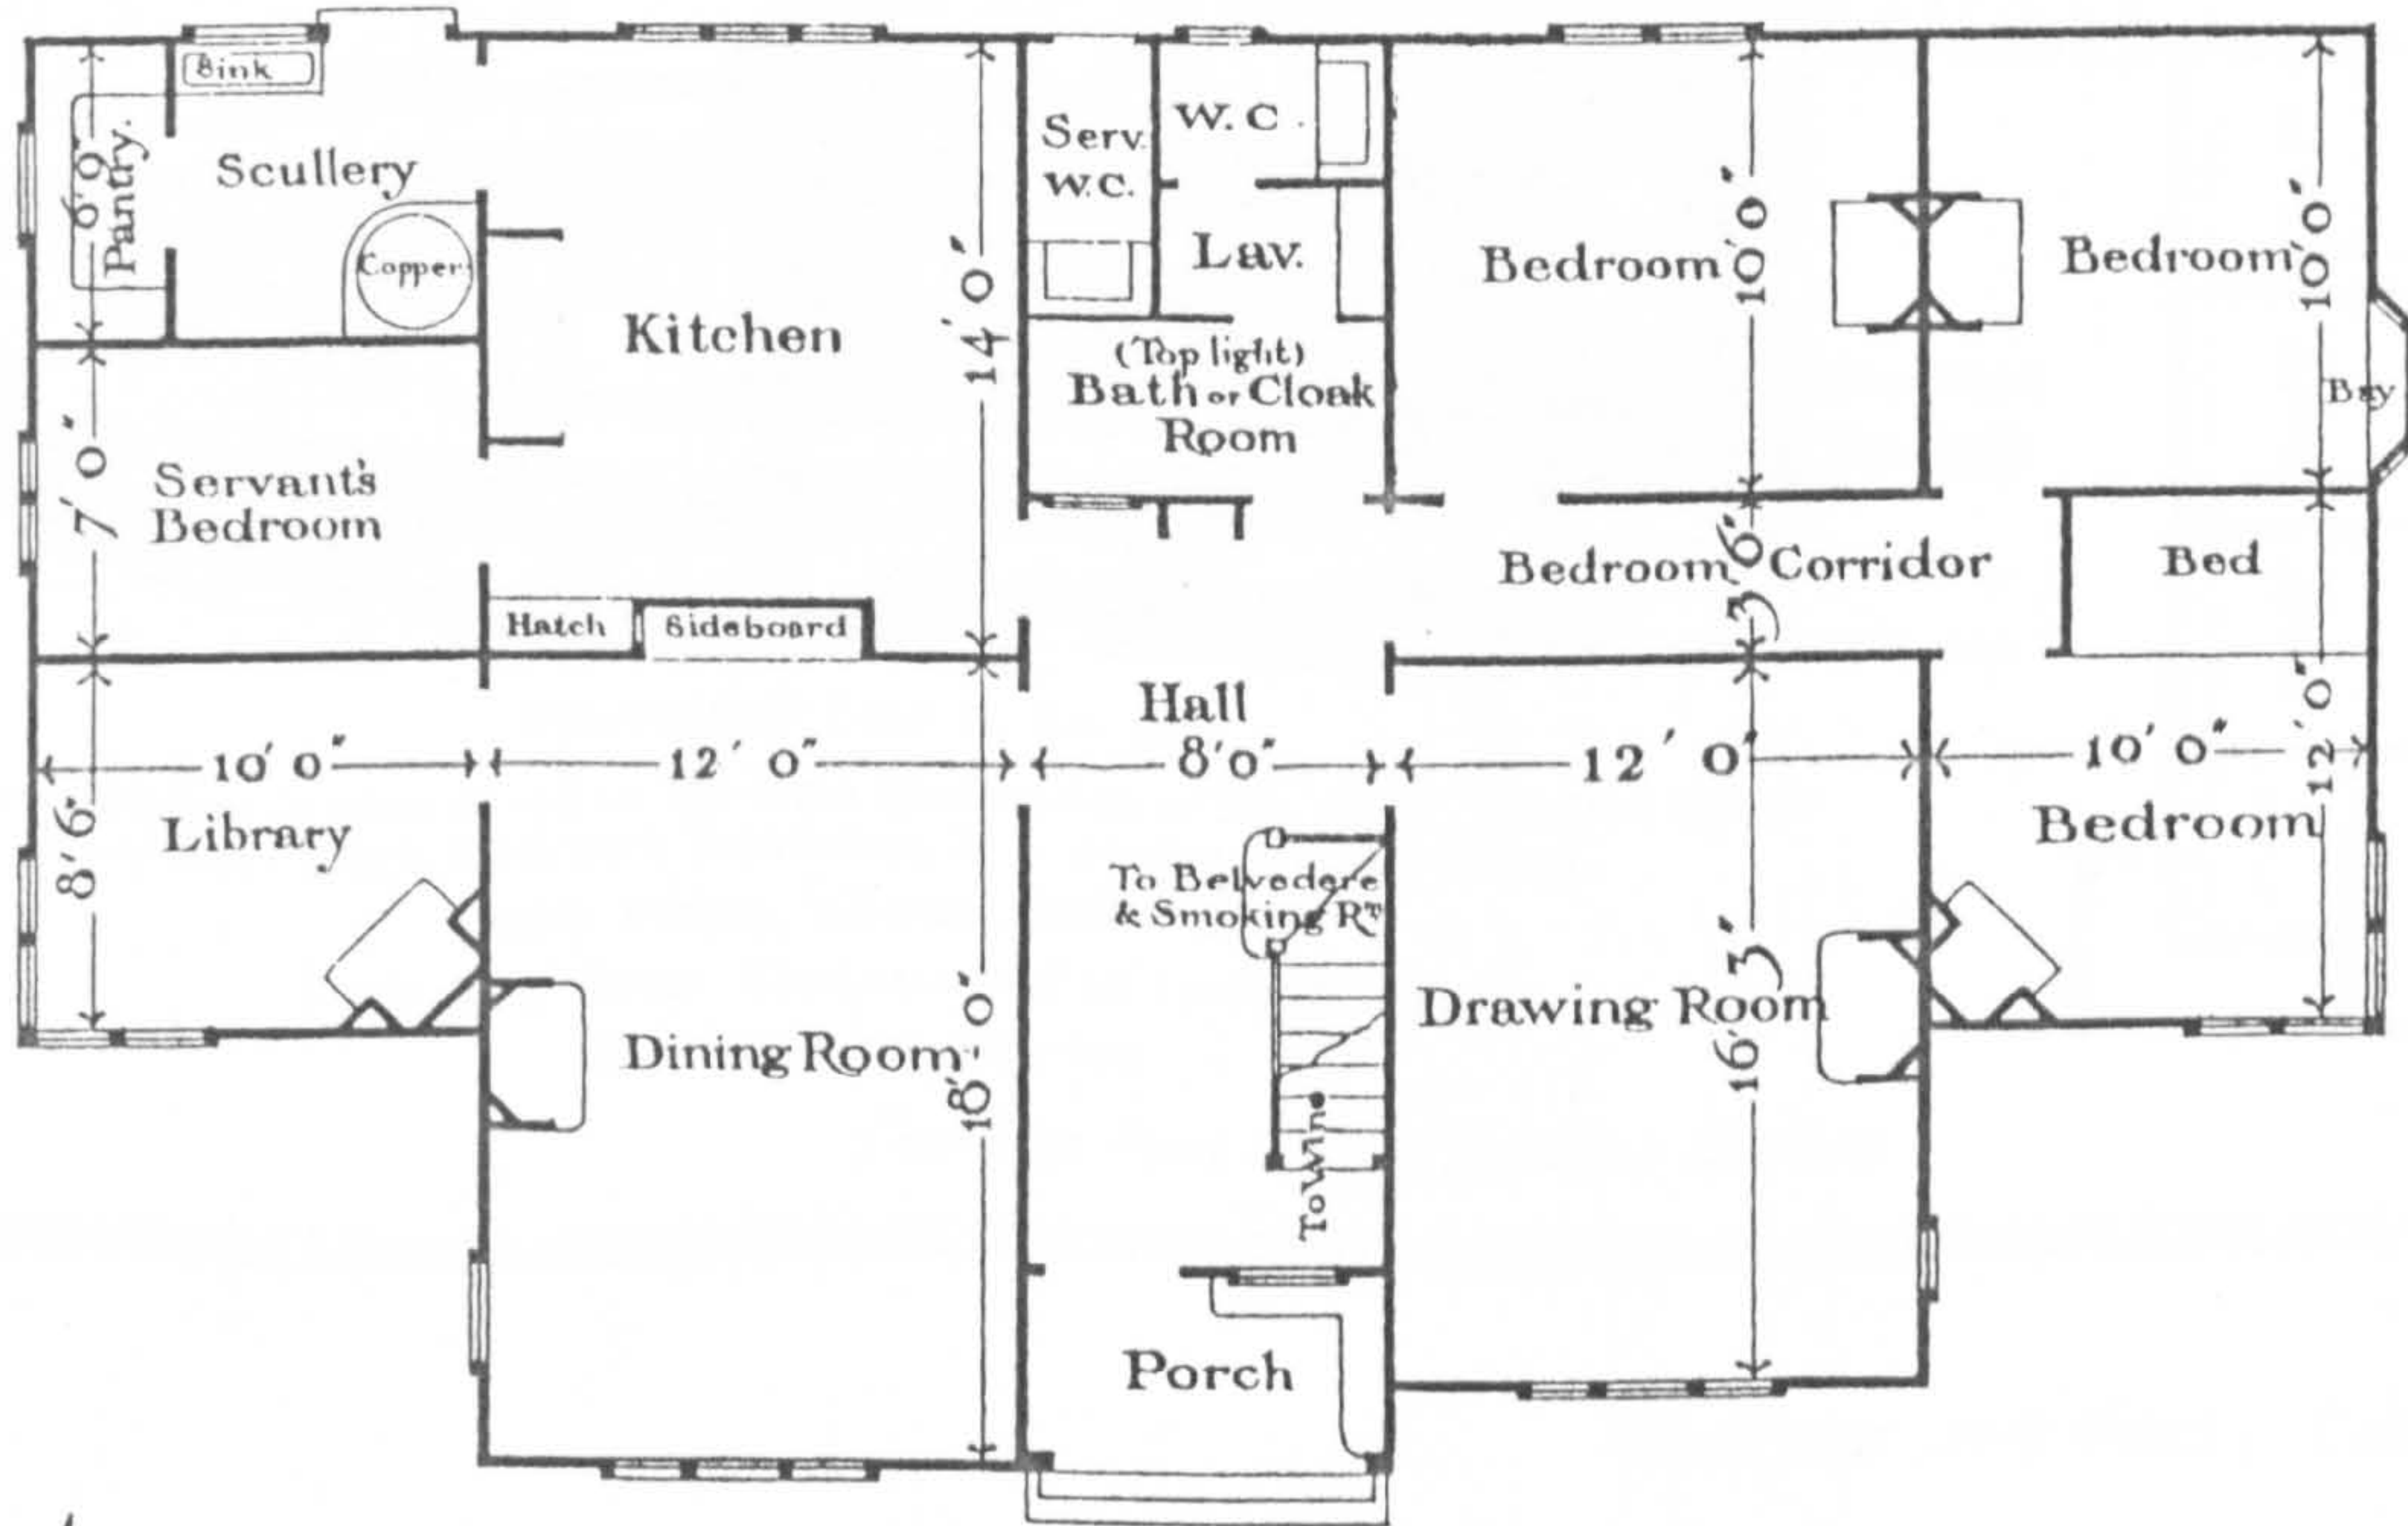 Sink
Pantry.
6' 0"
Scullery
Copper
Kitchen
14' 0"
Serv.
W.C.
W.C.
Lav.
(Top light)
Bath or Cloak
Room
Bedroom
10' 0"
Bedroom
10' 0"
Bay
7' 0"
Servant's
Bedroom
Hatch
Sideboard
Bedroom Corridor
3' 6"
Bed
Hall
10' 0"
12' 0"
8' 0"
12' 0"
10' 0"
12' 0"
8' 6"
Library
Bedroom
To Belvedere
& Smoking Rm
Dining Room
18' 0"
Drawing Room
16' 3"
To Wine
Porch